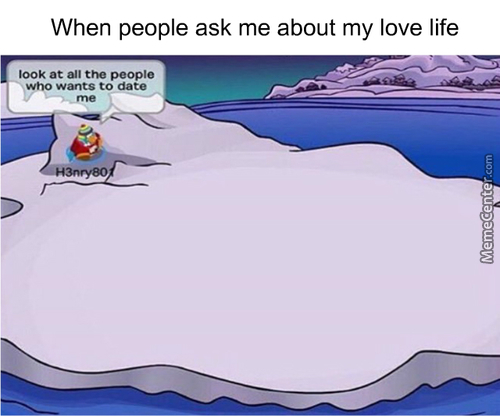 When people ask me about my love life
look at all the people
who wants to date
me
H3nry801
MemeCenter.com